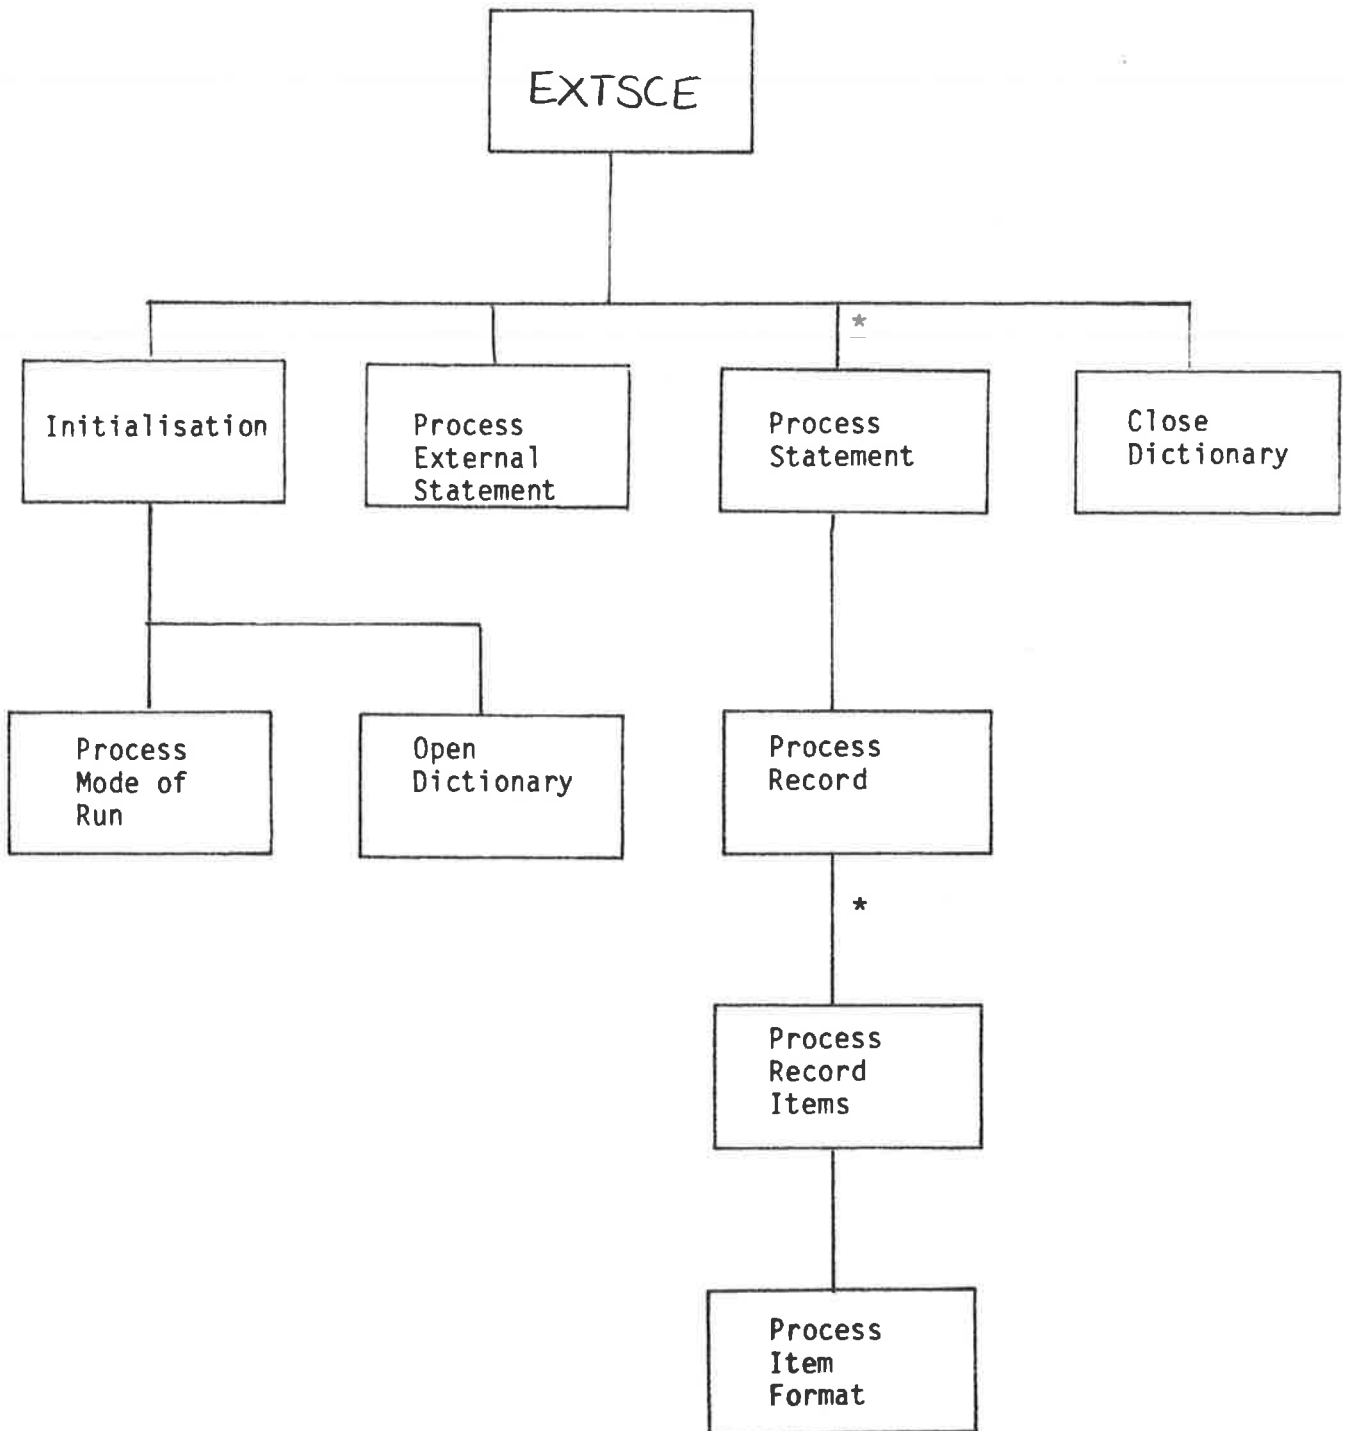 EXTSCE
*
Initialisation
Process
External
Statement
Process
Statement
Close
Dictionary
Process
Mode of
Run
Open
Dictionary
Process
Record
*
Process
Record
Items
Process
Item
Format